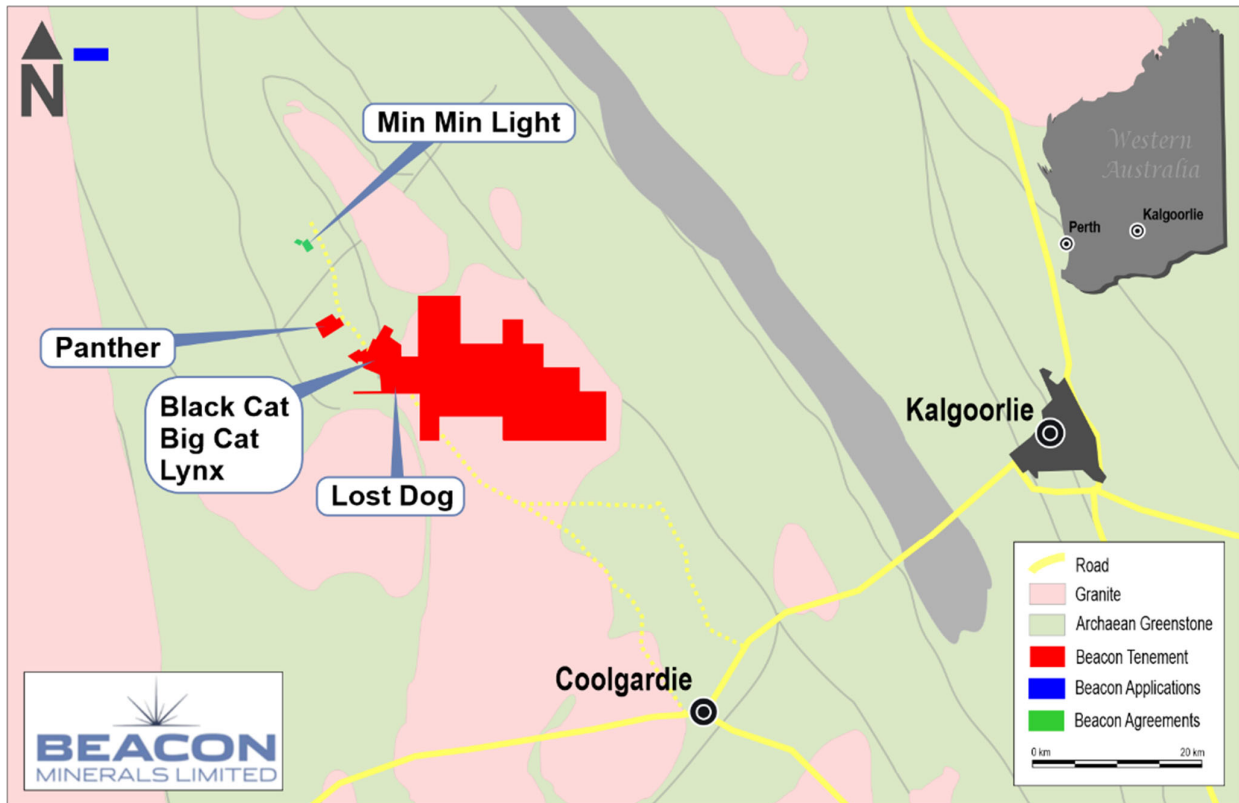 N
Min Min Light
Western
Australia
Perth
Kalgoorlie
Panther
Black Cat
Big Cat
Lynx
Lost Dog
Kalgoorlie
Coolgardie
Road
Granite
Archaean Greenstone
Beacon Tenement
Beacon Applications
Beacon Agreements
0 km 20 km
BEACON
MINERALS LIMITED